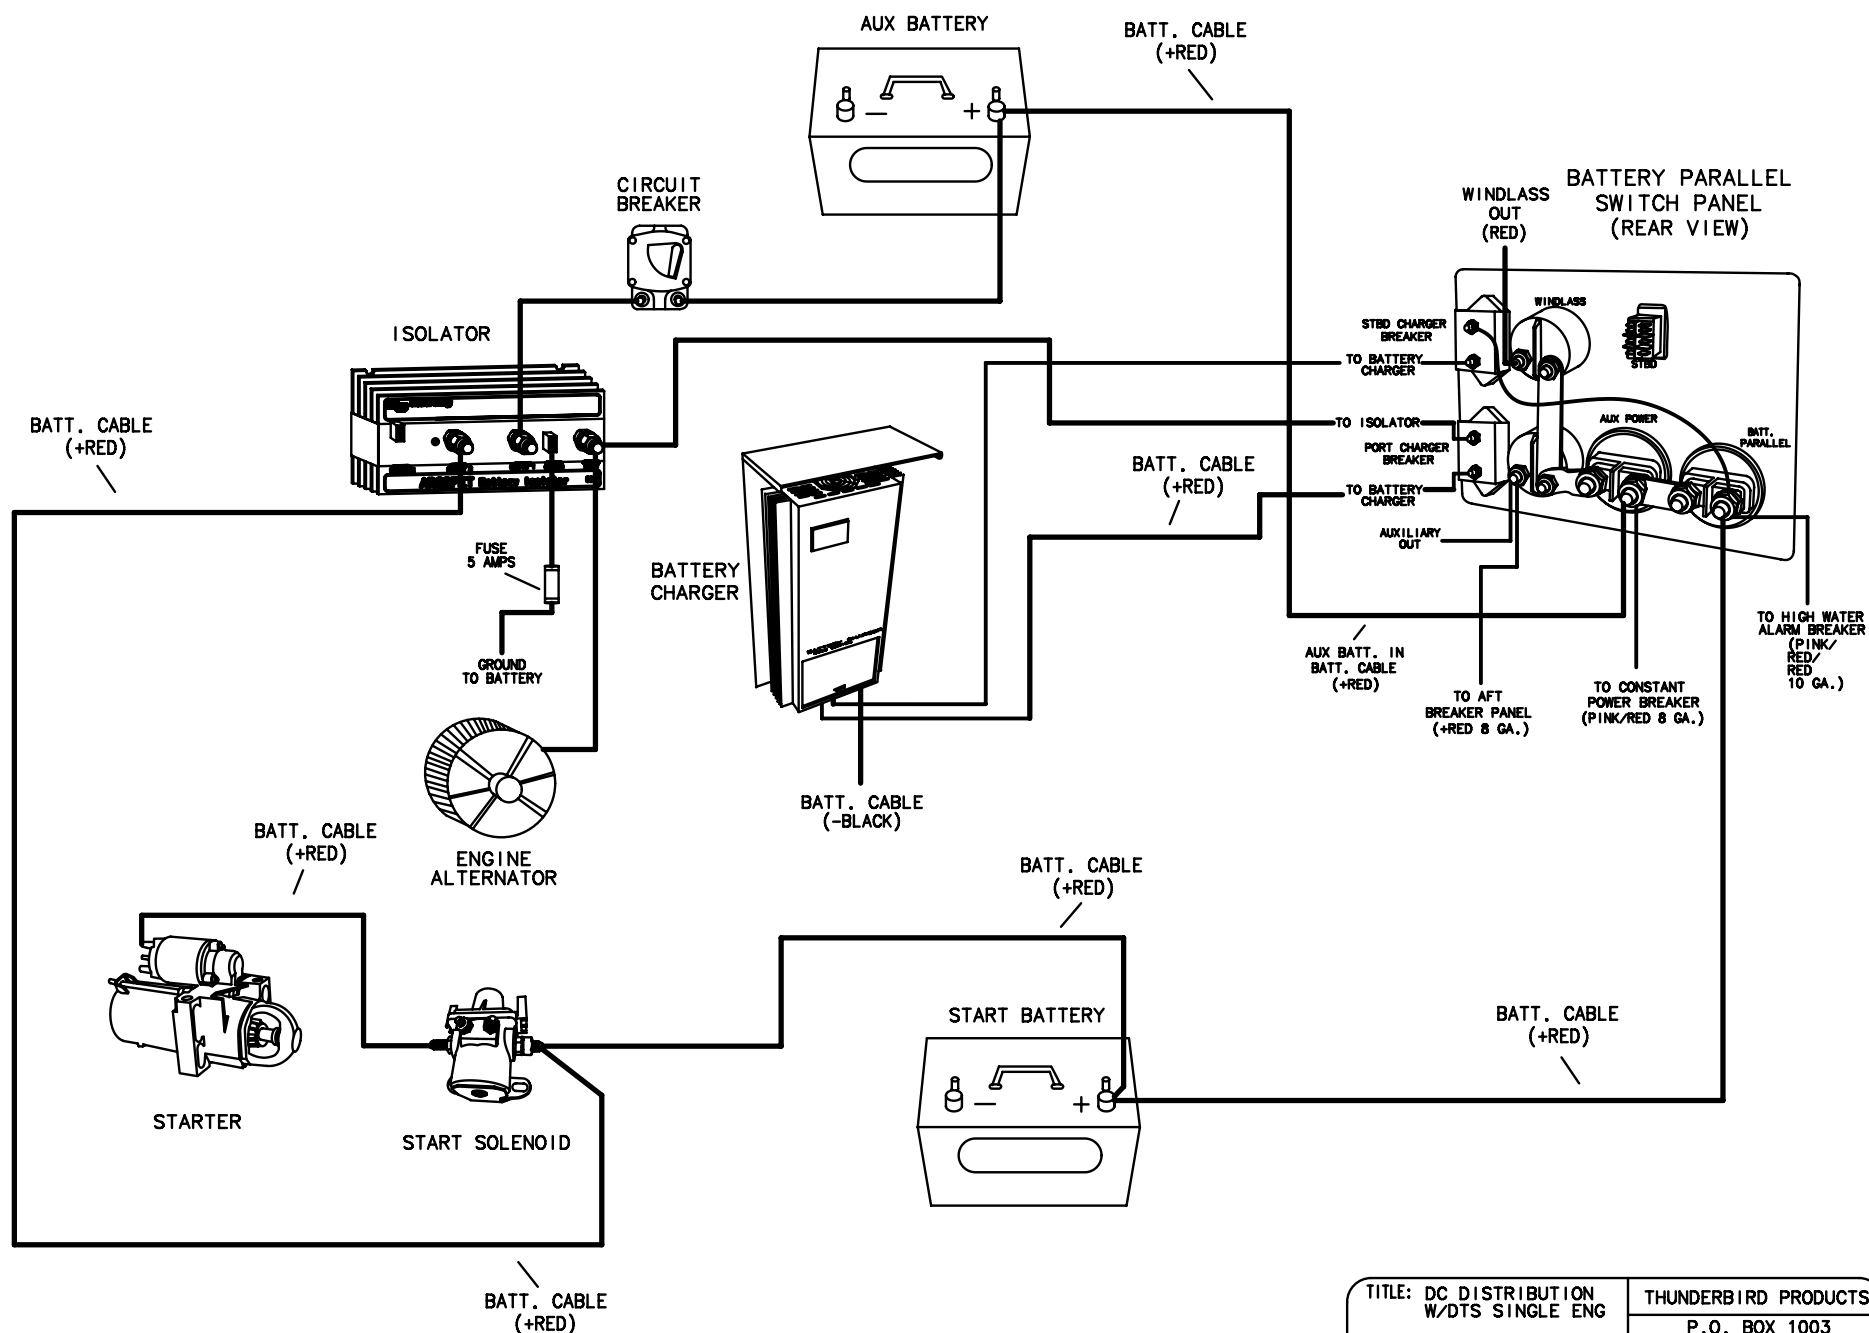 AUX BATTERY
BATT. CABLE
(+RED)
CIRCUIT
BREAKER
WINDLASS
OUT
(RED)
BATTERY PARALLEL
SWITCH PANEL
(REAR VIEW)
ISOLATOR
WINDLASS
STBD CHARGER
BREAKER
STBD
TO BATTERY
CHARGER
BATT. CABLE
(+RED)
AUX POWER
BATT.
PARALLEL
TO ISOLATOR
PORT CHARGER
BREAKER
BATT. CABLE
(+RED)
TO BATTERY
CHARGER
Battery Isolator
AUXILIARY
OUT
FUSE
5 AMPS
BATTERY
CHARGER
GROUND
TO BATTERY
TO HIGH WATER
ALARM BREAKER
(PINK/
RED/
RED
10 GA.)
AUX BATT. IN
BATT. CABLE
(+RED)
TO AFT
BREAKER PANEL
(+RED 8 GA.)
TO CONSTANT
POWER BREAKER
(PINK/RED 8 GA.)
BATT. CABLE
(-BLACK)
BATT. CABLE
(+RED)
ENGINE
ALTERNATOR
BATT. CABLE
(+RED)
START BATTERY
BATT. CABLE
(+RED)
STARTER
START SOLENOID
BATT. CABLE
(+RED)
TITLE: DC DISTRIBUTION
W/DTS SINGLE ENG
THUNDERBIRD PRODUCTS
P.O. BOX 1003